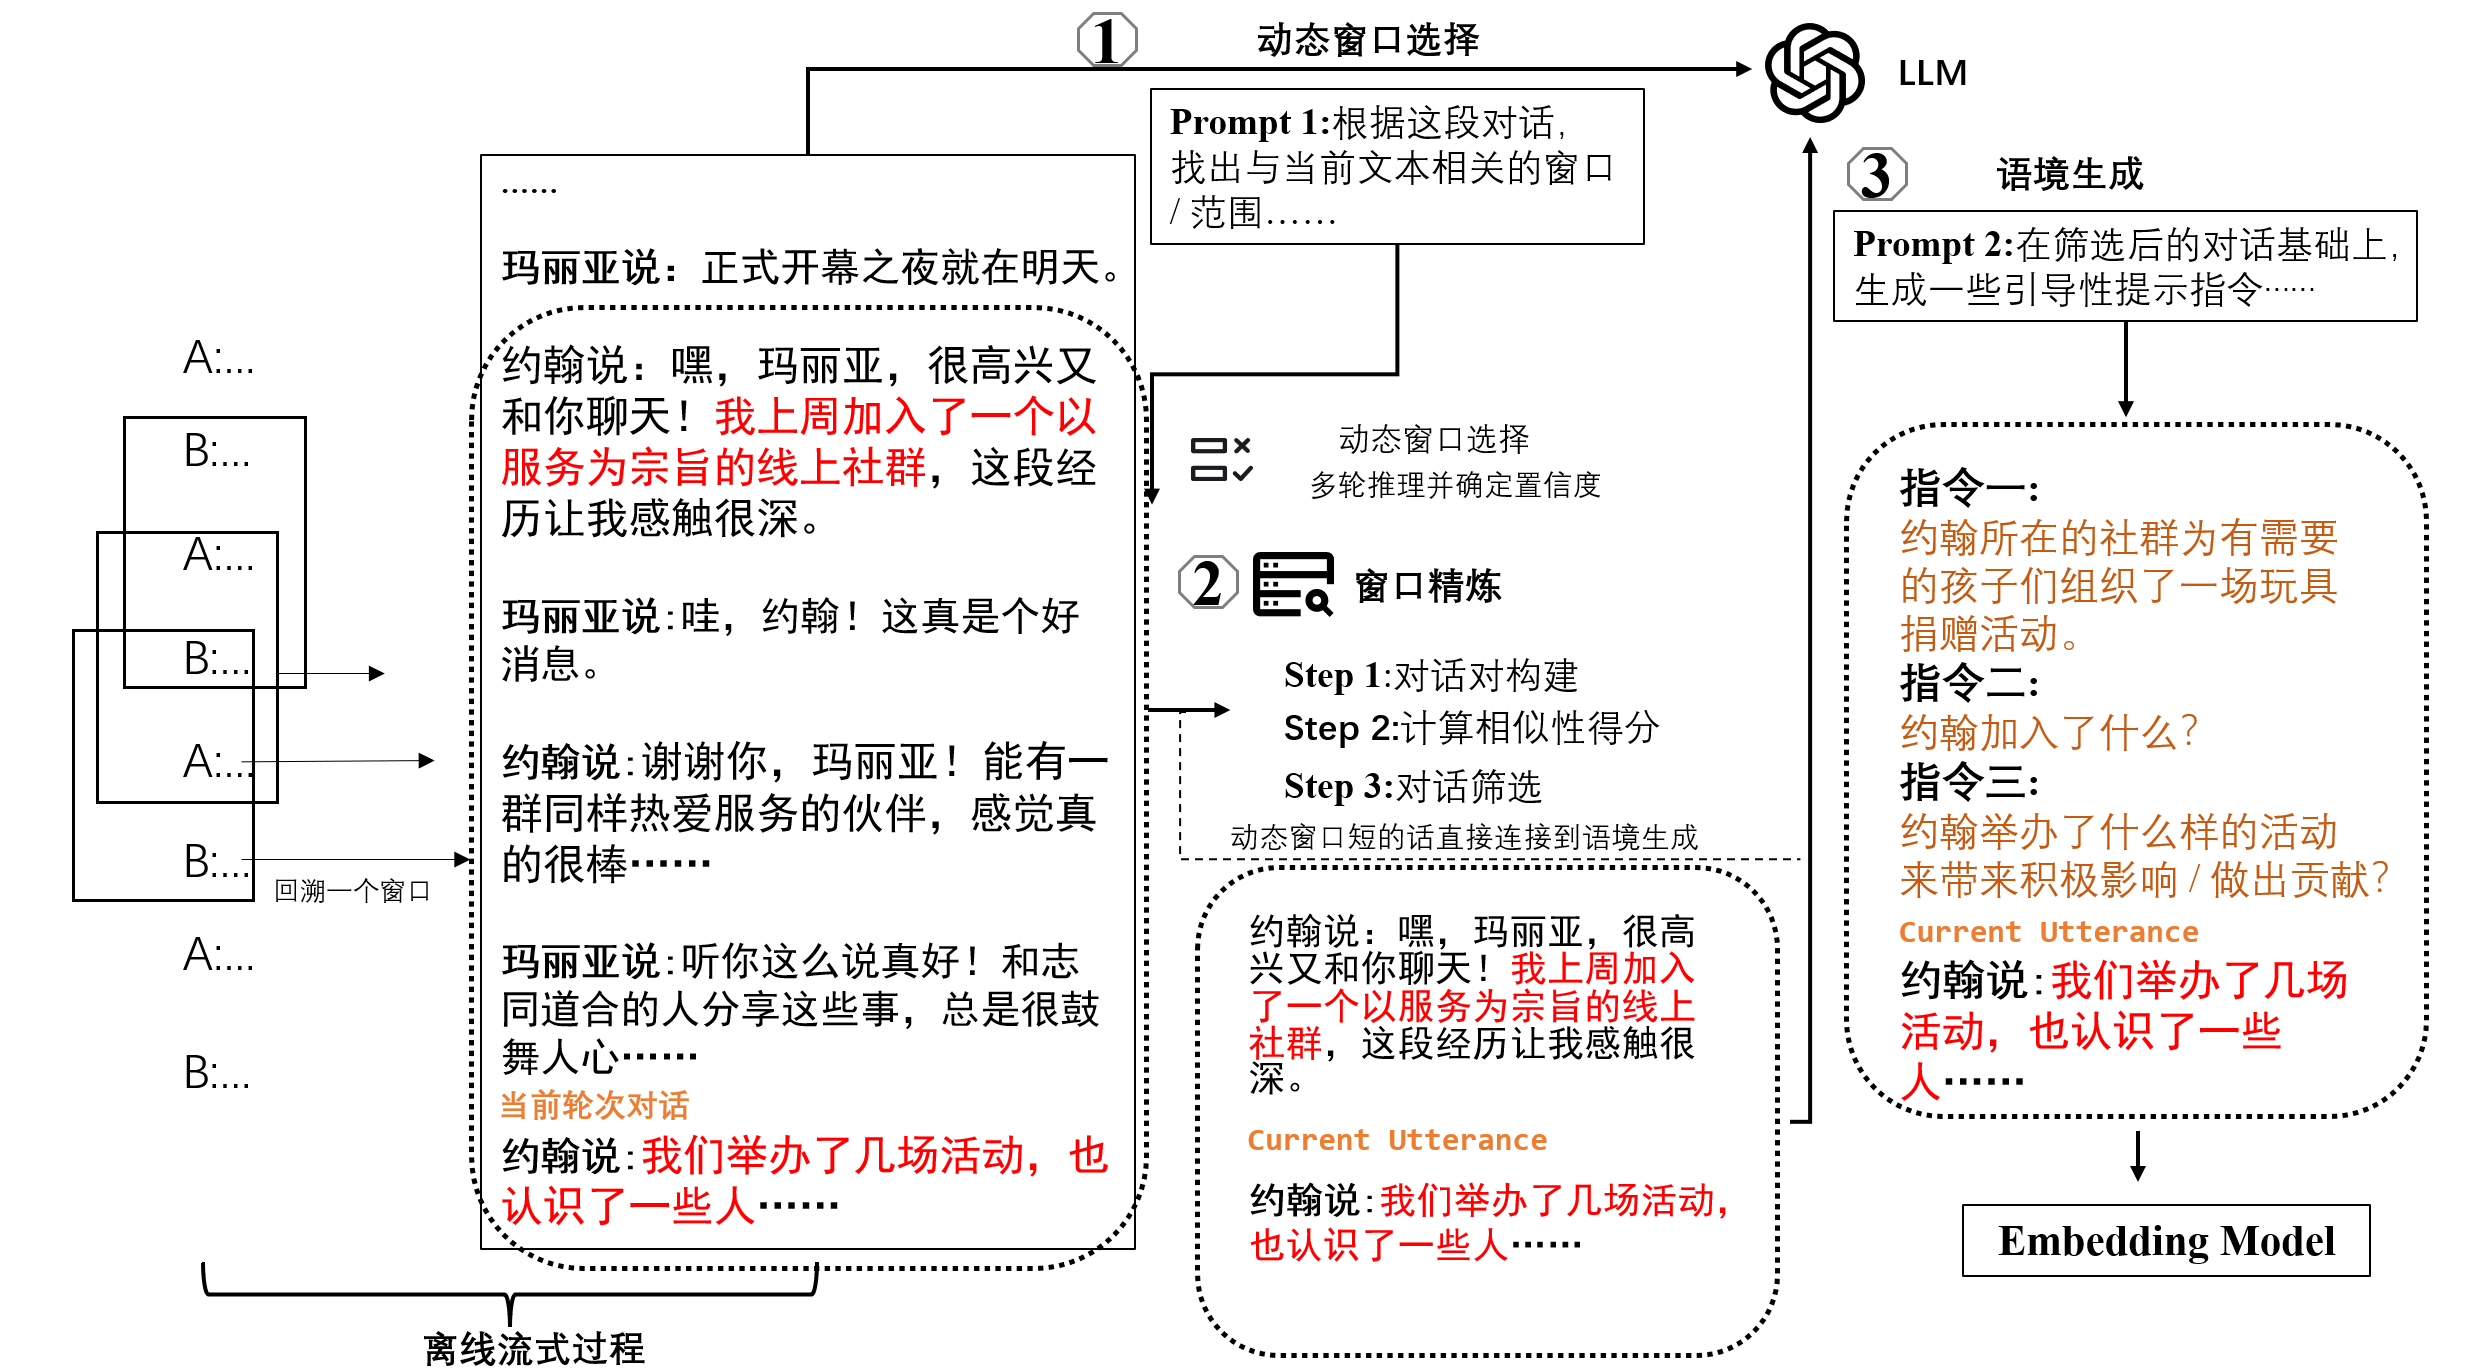 1
动态窗口选择
LLM
Prompt 1:根据这段对话,
找出与当前文本相关的窗口
/ 范围……
3
语境生成
Prompt 2:在筛选后的对话基础上,
生成一些引导性提示指令……
A:...
B:...
A:...
B:...
A:...
B:...
回溯一个窗口
A:...
B:...
离线流式过程
……
玛丽亚说：正式开幕之夜就在明天。
约翰说：嘿，玛丽亚，很高兴又
和你聊天！我上周加入了一个以
服务为宗旨的线上社群，这段经
历让我感触很深。
玛丽亚说:哇，约翰！这真是个好
消息。
约翰说:谢谢你，玛丽亚！能有一
群同样热爱服务的伙伴，感觉真
的很棒……
玛丽亚说:听你这么说真好！和志
同道合的人分享这些事，总是很鼓
舞人心……
当前轮次对话
约翰说:我们举办了几场活动，也
认识了一些人……
动态窗口选择
多轮推理并确定置信度
2
窗口精炼
Step 1:对话对构建
Step 2:计算相似性得分
Step 3:对话筛选
动态窗口短的话直接连接到语境生成
约翰说：嘿，玛丽亚，很高
兴又和你聊天！我上周加入
了一个以服务为宗旨的线上
社群，这段经历让我感触很
深。
Current Utterance
约翰说:我们举办了几场活动，
也认识了一些人……
指令一:
约翰所在的社群为有需要
的孩子们组织了一场玩具
捐赠活动。
指令二:
约翰加入了什么？
指令三:
约翰举办了什么样的活动
来带来积极影响 / 做出贡献？
Current Utterance
约翰说:我们举办了几场
活动，也认识了一些
人……
Embedding Model